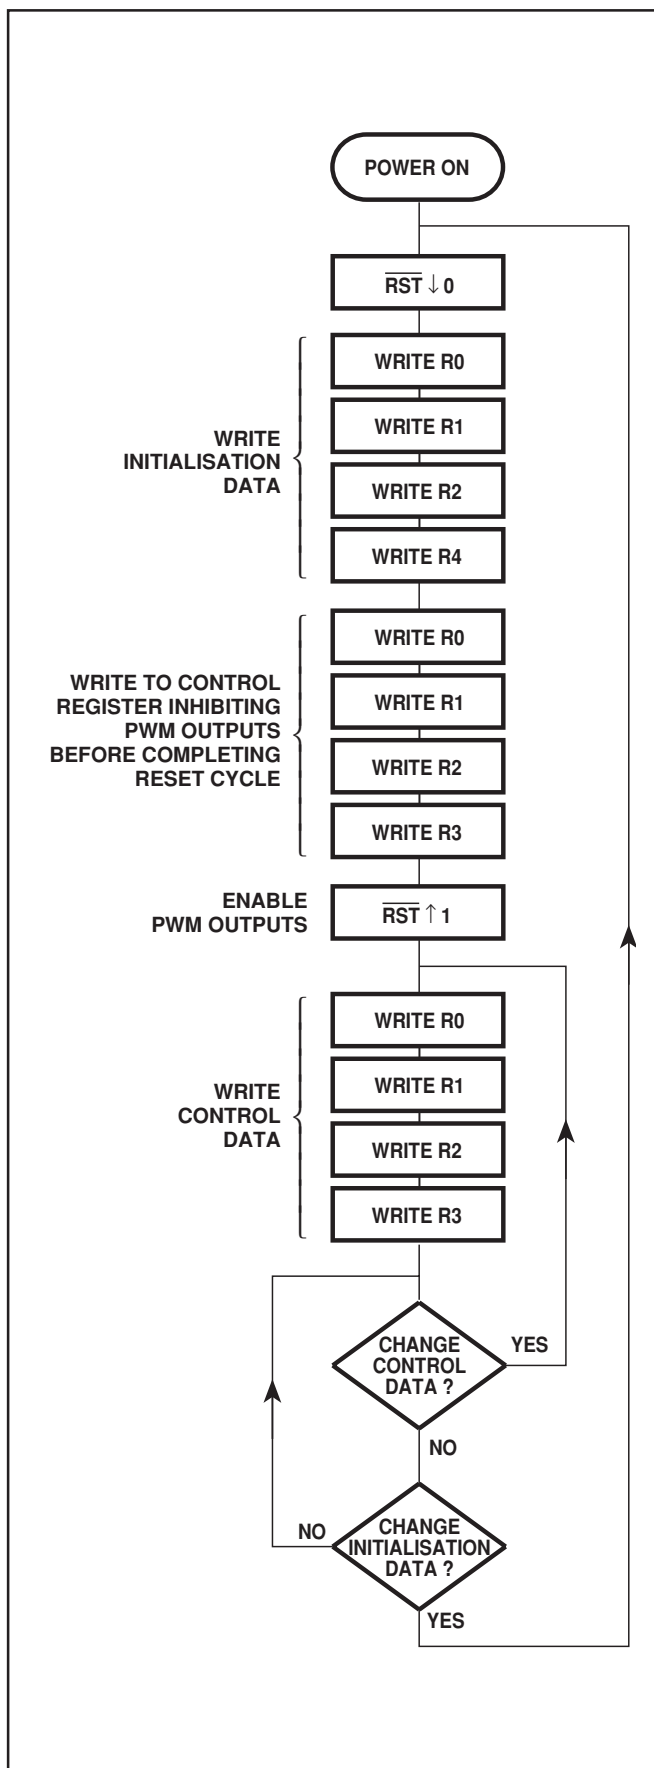 POWER ON
R̅S̅T̅ ↓ 0
WRITE
INITIALISATION
DATA
WRITE R0
WRITE R1
WRITE R2
WRITE R4
WRITE TO CONTROL
REGISTER INHIBITING
PWM OUTPUTS
BEFORE COMPLETING
RESET CYCLE
WRITE R0
WRITE R1
WRITE R2
WRITE R3
ENABLE
PWM OUTPUTS
R̅S̅T̅ ↑ 1
WRITE
CONTROL
DATA
WRITE R0
WRITE R1
WRITE R2
WRITE R3
CHANGE
CONTROL
DATA ?
YES
NO
CHANGE
INITIALISATION
DATA ?
NO
YES